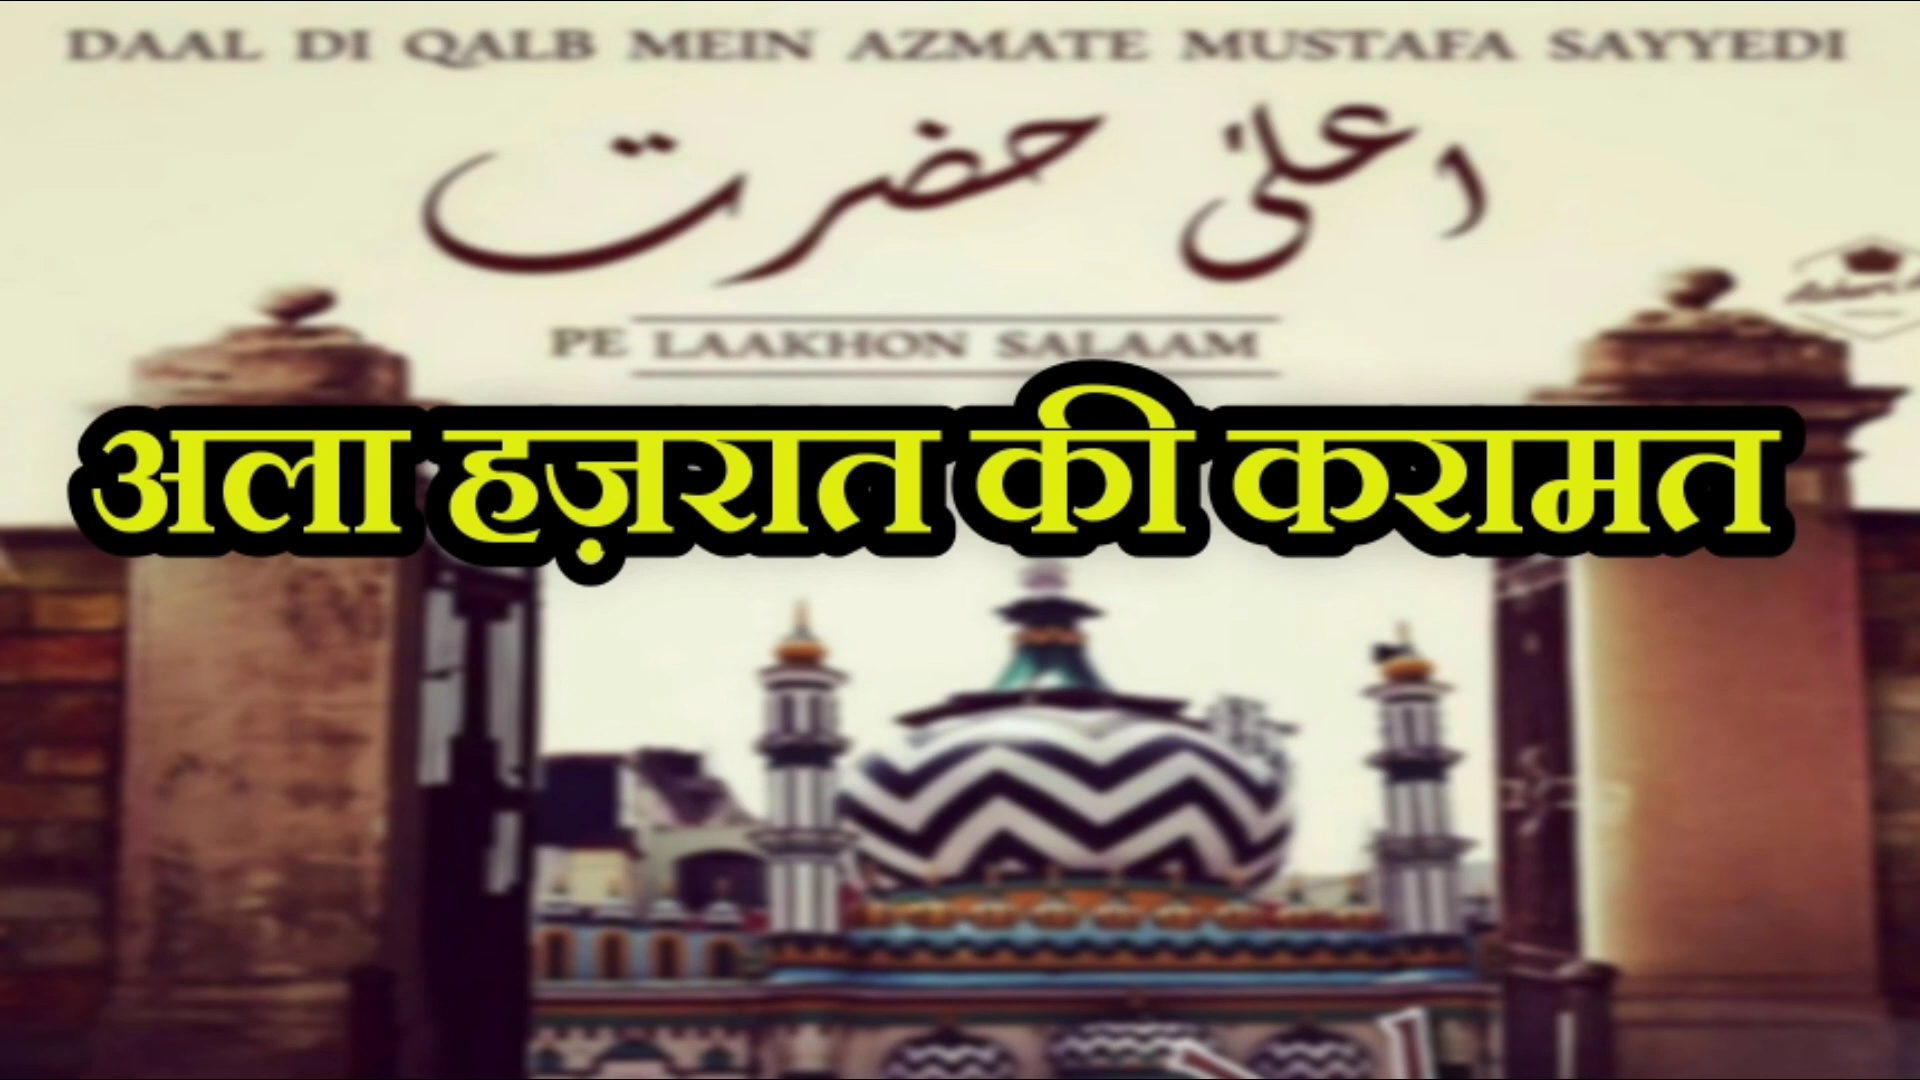 DAAL DI QALB MEIN AZMATE MUSTAFA SAYYEDI
اعلیٰ حضرت
PE LAAKHON SALAAM
अला हज़रात की करामत